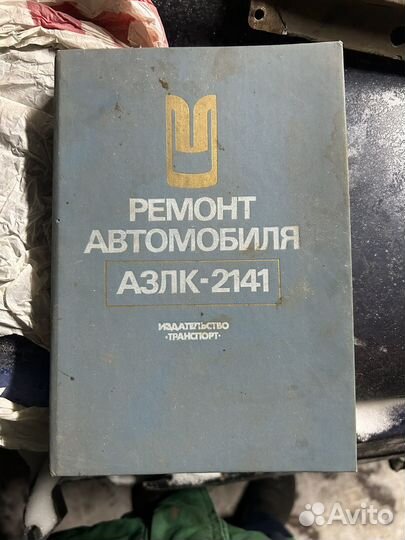 РЕМОНТ
АВТОМОБИЛЯ
АЗЛК-2141
ИЗДАТЕЛЬСТВО
·ТРАНСПОРТ·
Avito